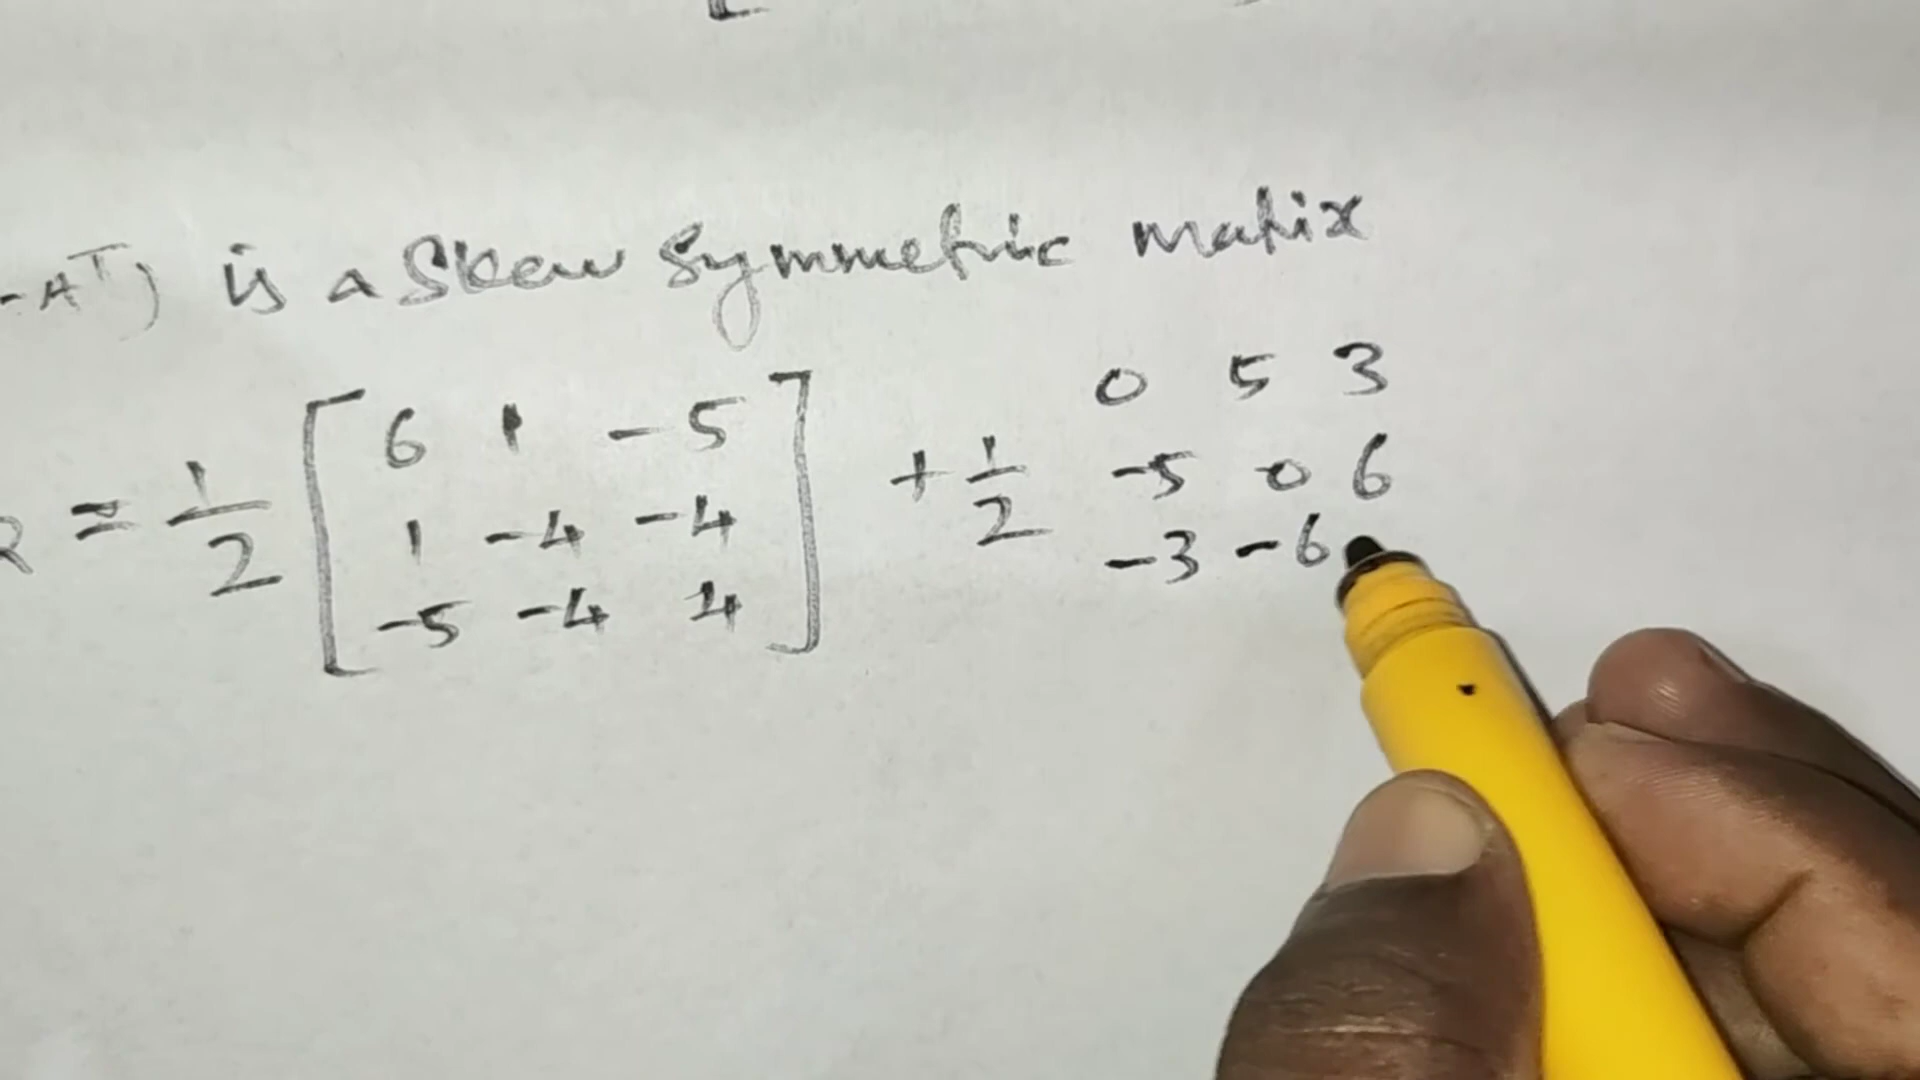 -Aᵀ) is a Skew Symmetric matix
= 1/2 [ 6 1 -5
1 -4 -4
-5 -4 4 ] + 1/2 0 5 3
-5 0 6
-3 -6